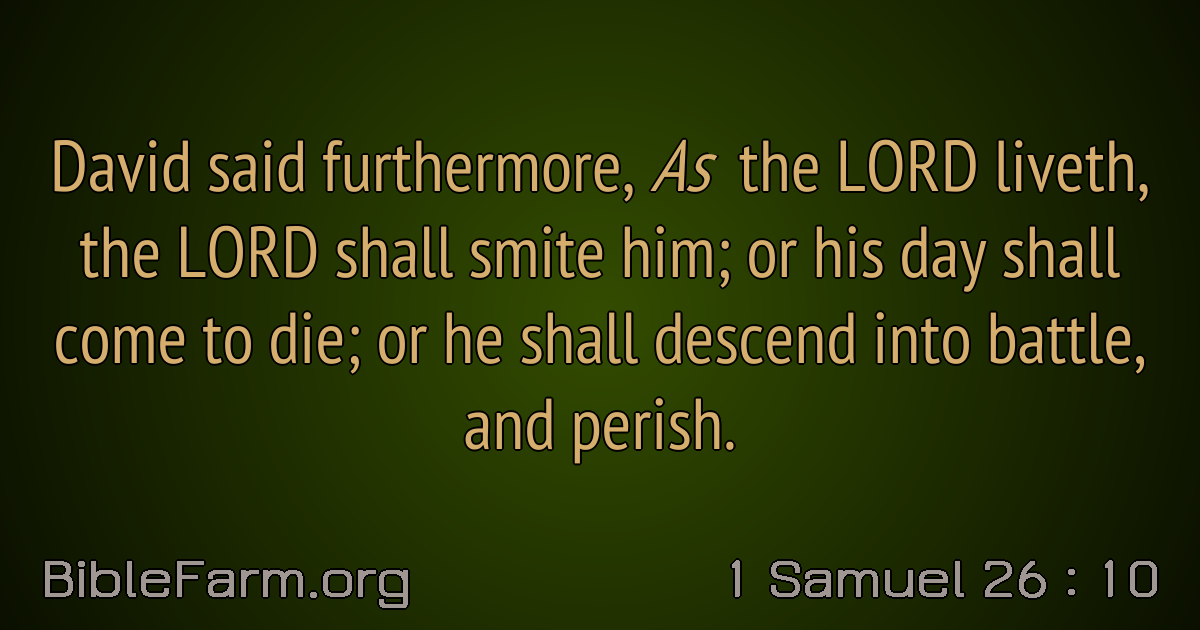 David said furthermore, As the LORD liveth,
the LORD shall smite him; or his day shall
come to die; or he shall descend into battle,
and perish.
BibleFarm.org
1 Samuel 26 : 10